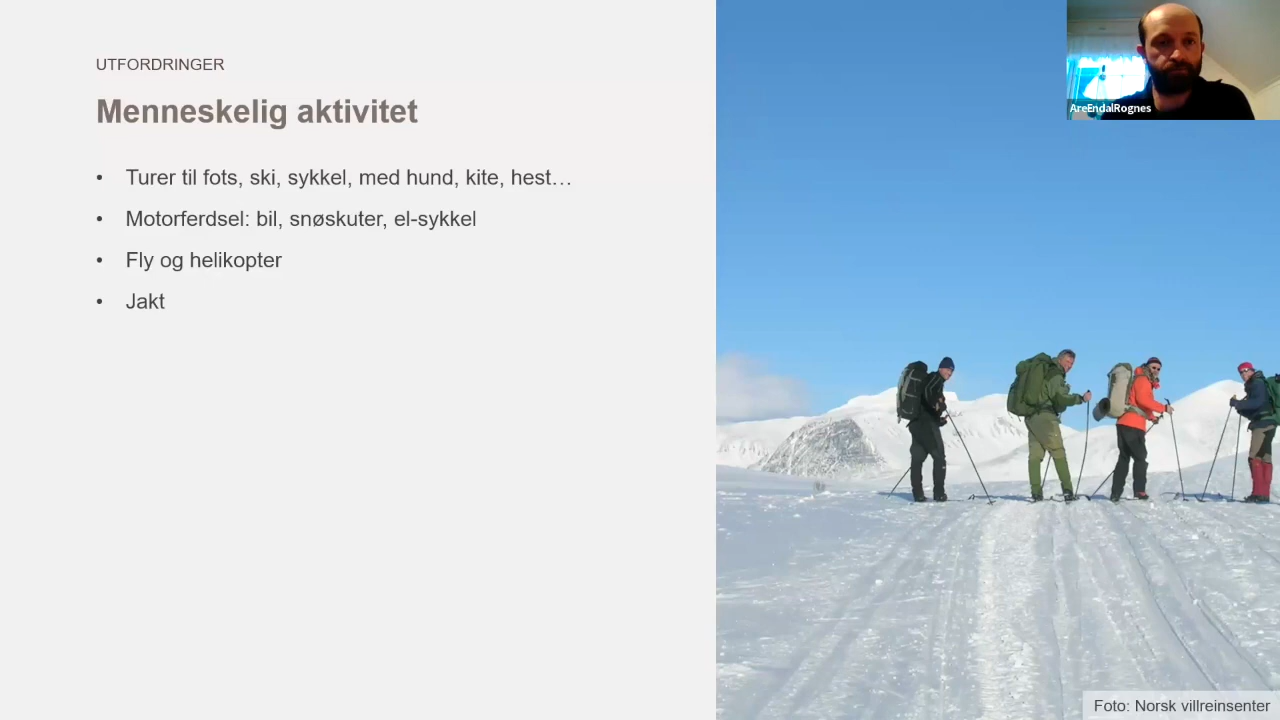 UTFORDRINGER
Menneskelig aktivitet
• Turer til fots, ski, sykkel, med hund, kite, hest…
• Motorferdsel: bil, snøskuter, el-sykkel
• Fly og helikopter
• Jakt
AreEndalRognes
Foto: Norsk villreinsenter